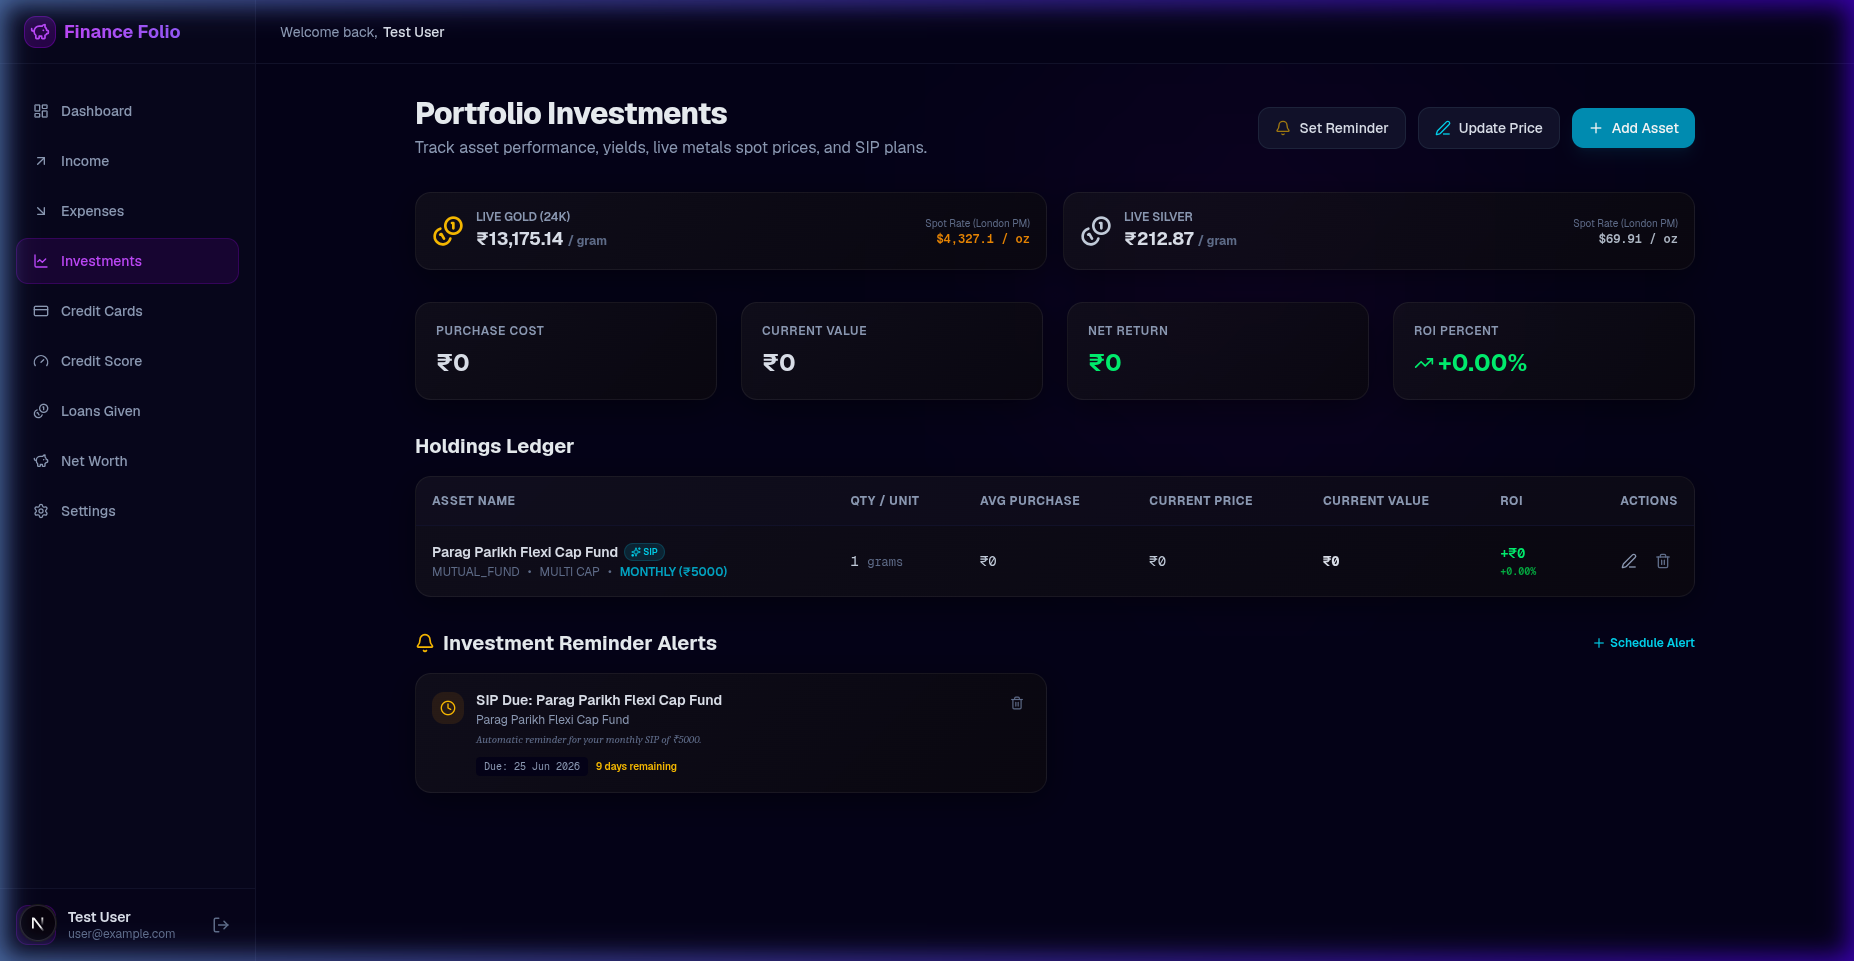 Finance Folio
Welcome back, Test User
Dashboard
Income
Expenses
Investments
Credit Cards
Credit Score
Loans Given
Net Worth
Settings
Portfolio Investments
Track asset performance, yields, live metals spot prices, and SIP plans.
Set Reminder
Update Price
Add Asset
LIVE GOLD (24K)
₹13,175.14 / gram
Spot Rate (London PM)
$4,327.1 / oz
LIVE SILVER
₹212.87 / gram
Spot Rate (London PM)
$69.91 / oz
PURCHASE COST
₹0
CURRENT VALUE
₹0
NET RETURN
₹0
ROI PERCENT
+0.00%
Holdings Ledger
ASSET NAME QTY / UNIT AVG PURCHASE CURRENT PRICE CURRENT VALUE ROI ACTIONS
Parag Parikh Flexi Cap Fund SIP
MUTUAL_FUND • MULTI CAP • MONTHLY (₹5000)
1 grams ₹0 ₹0 ₹0
+₹0
+0.00%
Investment Reminder Alerts
Schedule Alert
SIP Due: Parag Parikh Flexi Cap Fund
Parag Parikh Flexi Cap Fund
Automatic reminder for your monthly SIP of ₹5000.
Due: 25 Jun 2026 9 days remaining
N
Test User
user@example.com